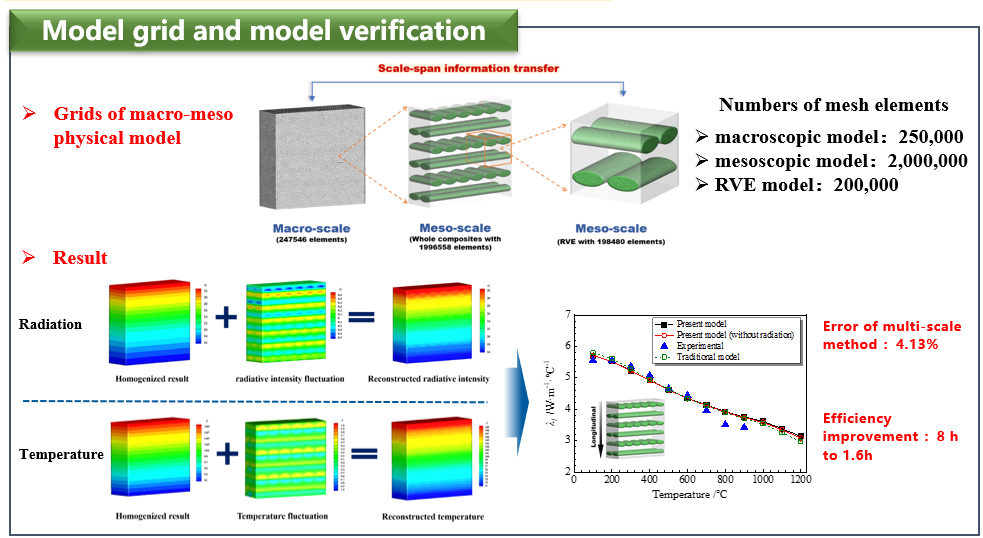 Model grid and model verification
Scale-span information transfer
➢ Grids of macro-meso
physical model
Macro-scale
(247546 elements)
Meso-scale
(Whole composites with
1996558 elements)
Meso-scale
(RVE with 198480 elements)
Numbers of mesh elements
➢ macroscopic model：250,000
➢ mesoscopic model：2,000,000
➢ RVE model：200,000
➢ Result
Radiation
Homogenized result
+
radiative intensity fluctuation
=
Reconstructed radiative intensity
Temperature
Homogenized result
+
Temperature fluctuation
=
Reconstructed temperature
Present model
Present model (without radiation)
Experimental
Traditional model
Longitudinal
7
6
5
4
3
2
0 200 400 600 800 1000 1200
Temperature /°C
Error of multi-scale
method：4.13%
Efficiency
improvement：8 h
to 1.6h